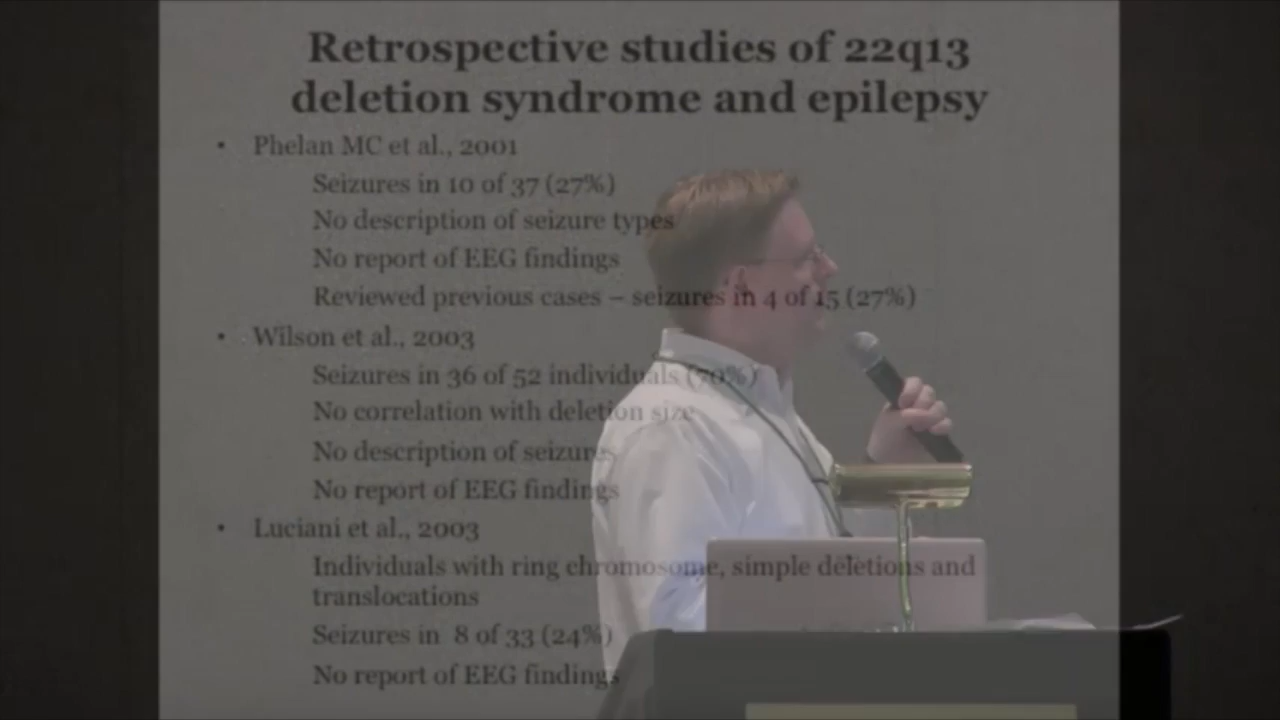 Retrospective studies of 22q13
deletion syndrome and epilepsy
• Phelan MC et al., 2001
Seizures in 10 of 37 (27%)
No description of seizure types
No report of EEG findings
Reviewed previous cases – seizures in 4 of 15 (27%)
• Wilson et al., 2003
Seizures in 36 of 52 individuals (70%)
No correlation with deletion size
No description of seizures
No report of EEG findings
• Luciani et al., 2003
Individuals with ring chromosome, simple deletions and
translocations
Seizures in 8 of 33 (24%)
No report of EEG findings